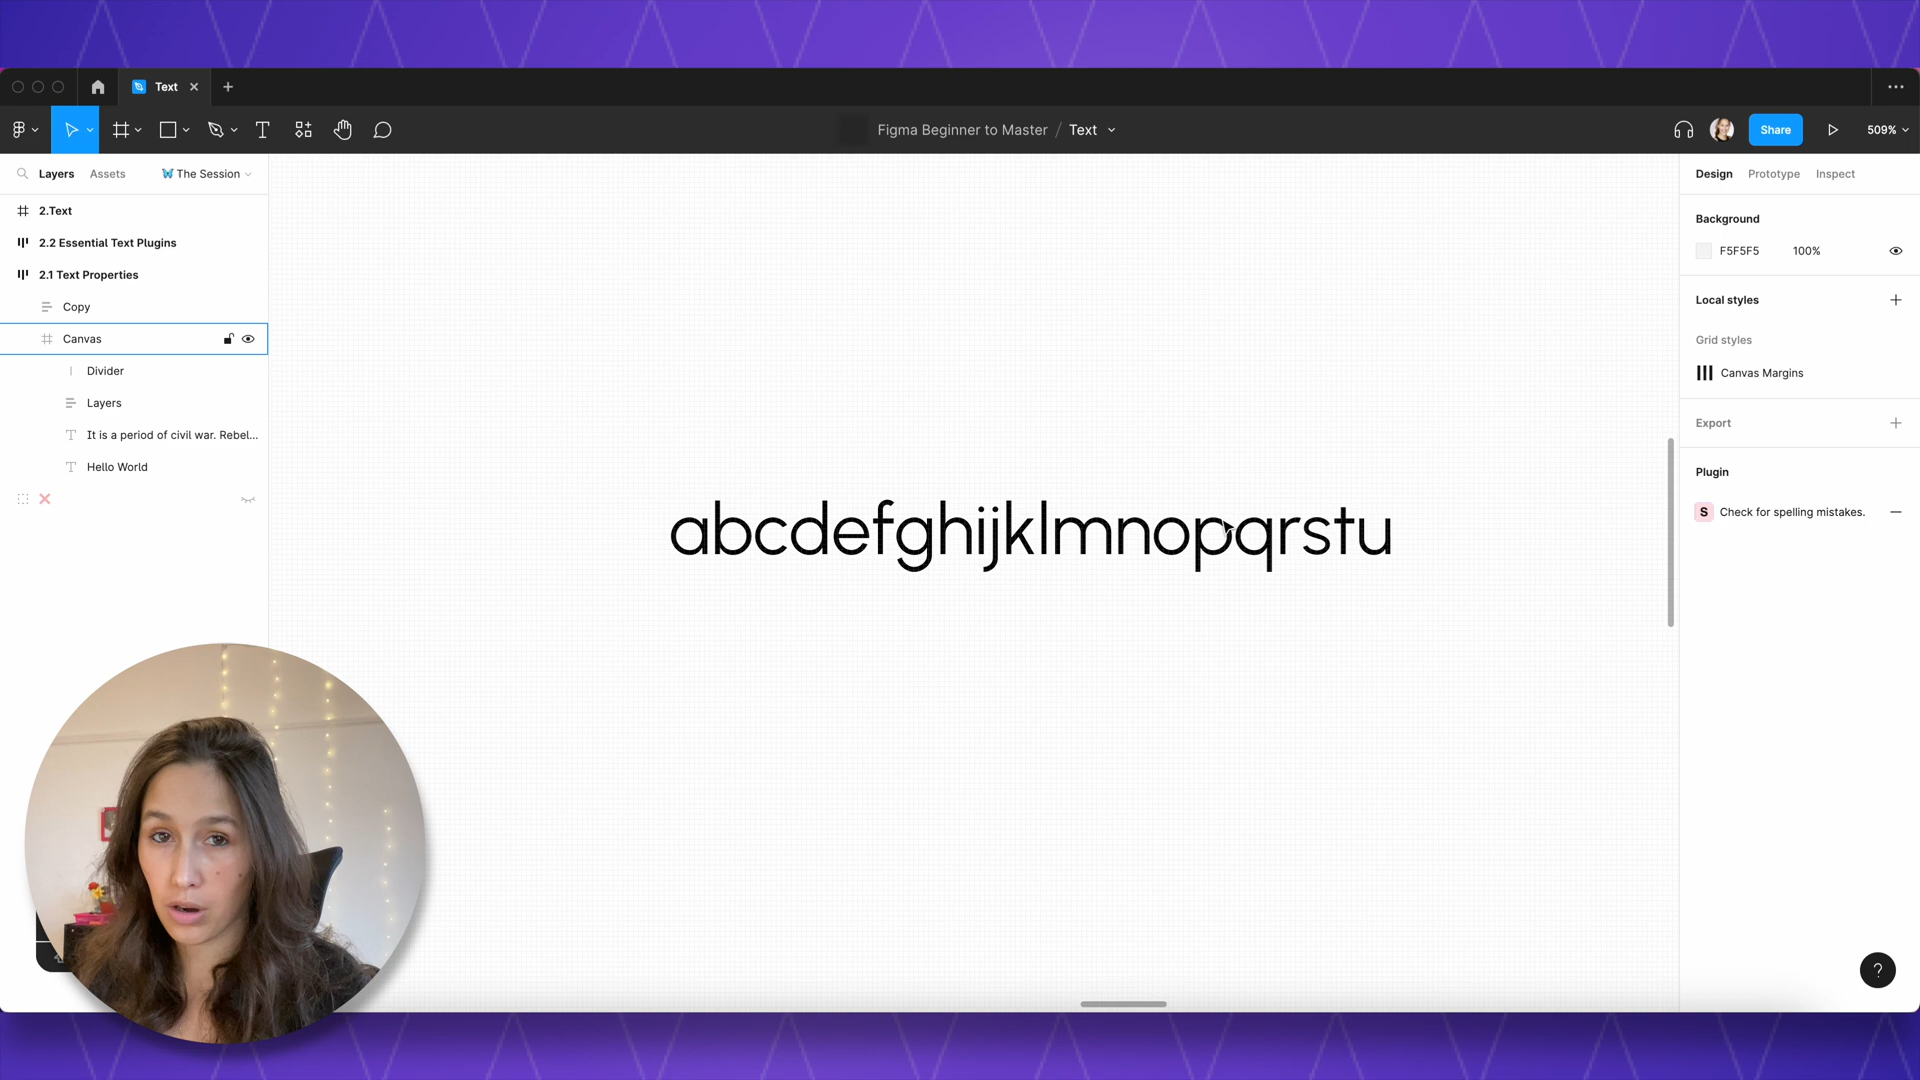 Text
Figma Beginner to Master / Text
Share
509%
Layers Assets 🦋 The Session
Design Prototype Inspect
2.Text
2.2 Essential Text Plugins
2.1 Text Properties
Copy
Canvas
Divider
Layers
It is a period of civil war. Rebel...
Hello World
❌
abcdefghijklmnopqrstu
Background
F5F5F5 100%
Local styles
Grid styles
Canvas Margins
Export
Plugin
S Check for spelling mistakes.
?